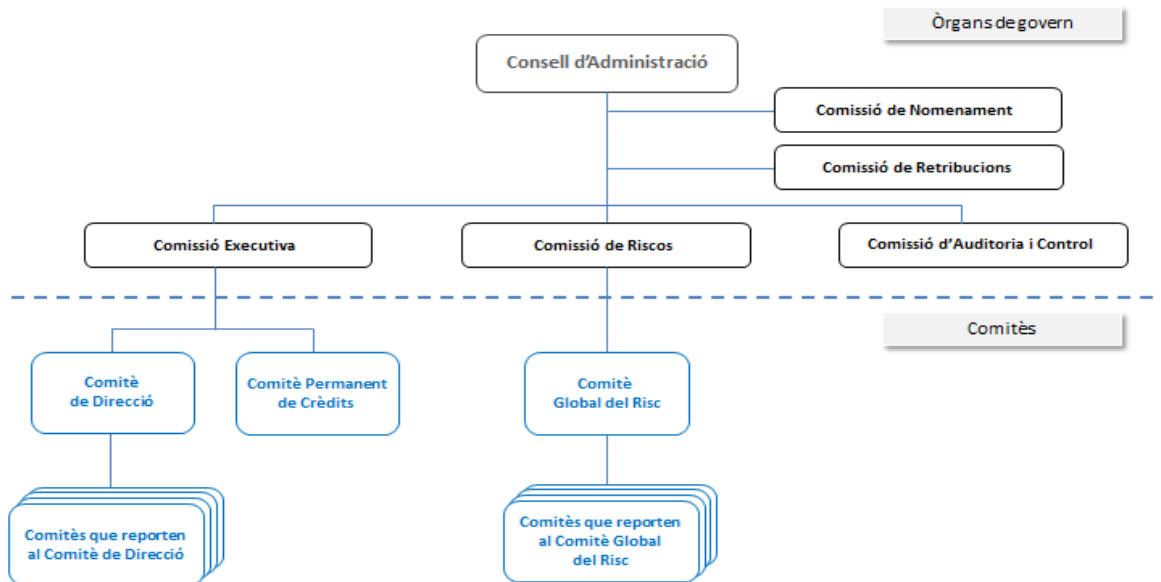 Òrgans de govern
Consell d'Administració
Comissió de Nomenament
Comissió de Retribucions
Comissió Executiva
Comissió de Riscos
Comissió d'Auditoria i Control
Comitès
Comitè
de Direcció
Comitè Permanent
de Crèdits
Comitè
Global del Risc
Comitès que reporten
al Comitè de Direcció
Comitès que reporten
al Comitè Global
del Risc